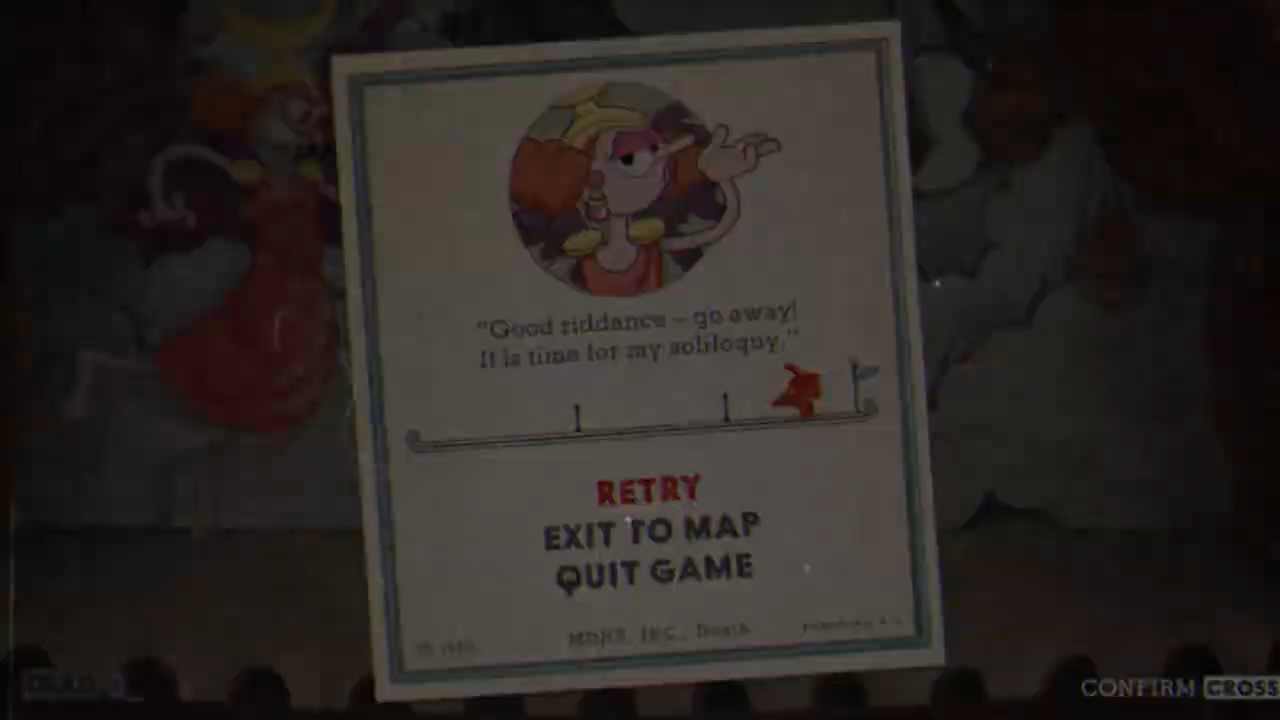 "Good riddance – go away!
It is time for my soliloquy."
RETRY
EXIT TO MAP
QUIT GAME
MDHR INC. Death
CONFIRM CROSS